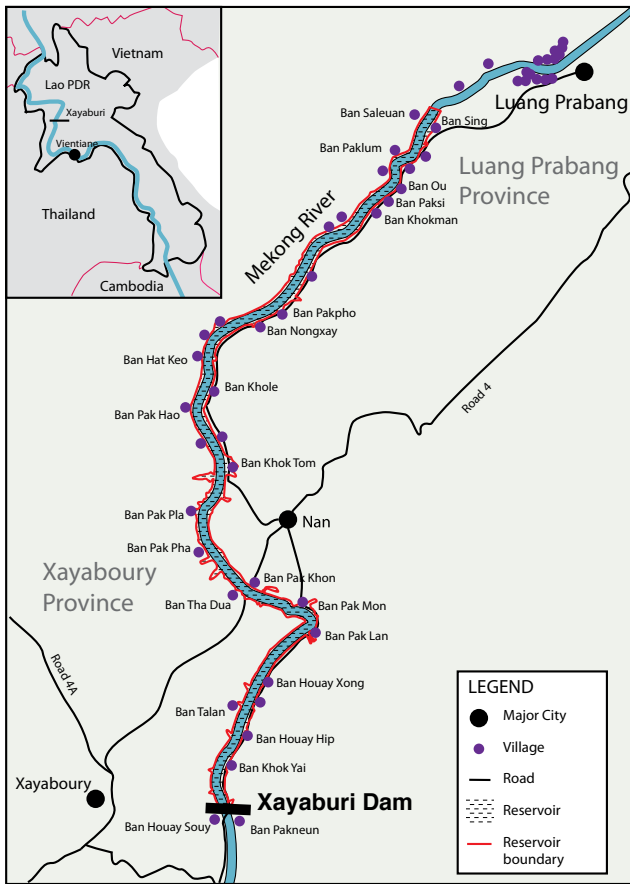 Vietnam
Lao PDR
Xayaburi
Vientiane
Thailand
Cambodia
Luang Prabang
Ban Saleuan
Ban Sing
Ban Paklum
Luang Prabang
Province
Ban Ou
Ban Paksi
Ban Khokman
Mekong River
Ban Pakpho
Ban Nongxay
Ban Hat Keo
Ban Khole
Road 4
Ban Pak Hao
Ban Khok Tom
Ban Pak Pla
Nan
Ban Pak Pha
Xayaboury
Province
Ban Pak Khon
Ban Tha Dua
Ban Pak Mon
Ban Pak Lan
Road 4A
Ban Houay Xong
Ban Talan
Ban Houay Hip
Ban Khok Yai
Xayaboury
Xayaburi Dam
Ban Houay Souy
Ban Pakneun
LEGEND
Major City
Village
Road
Reservoir
Reservoir
boundary